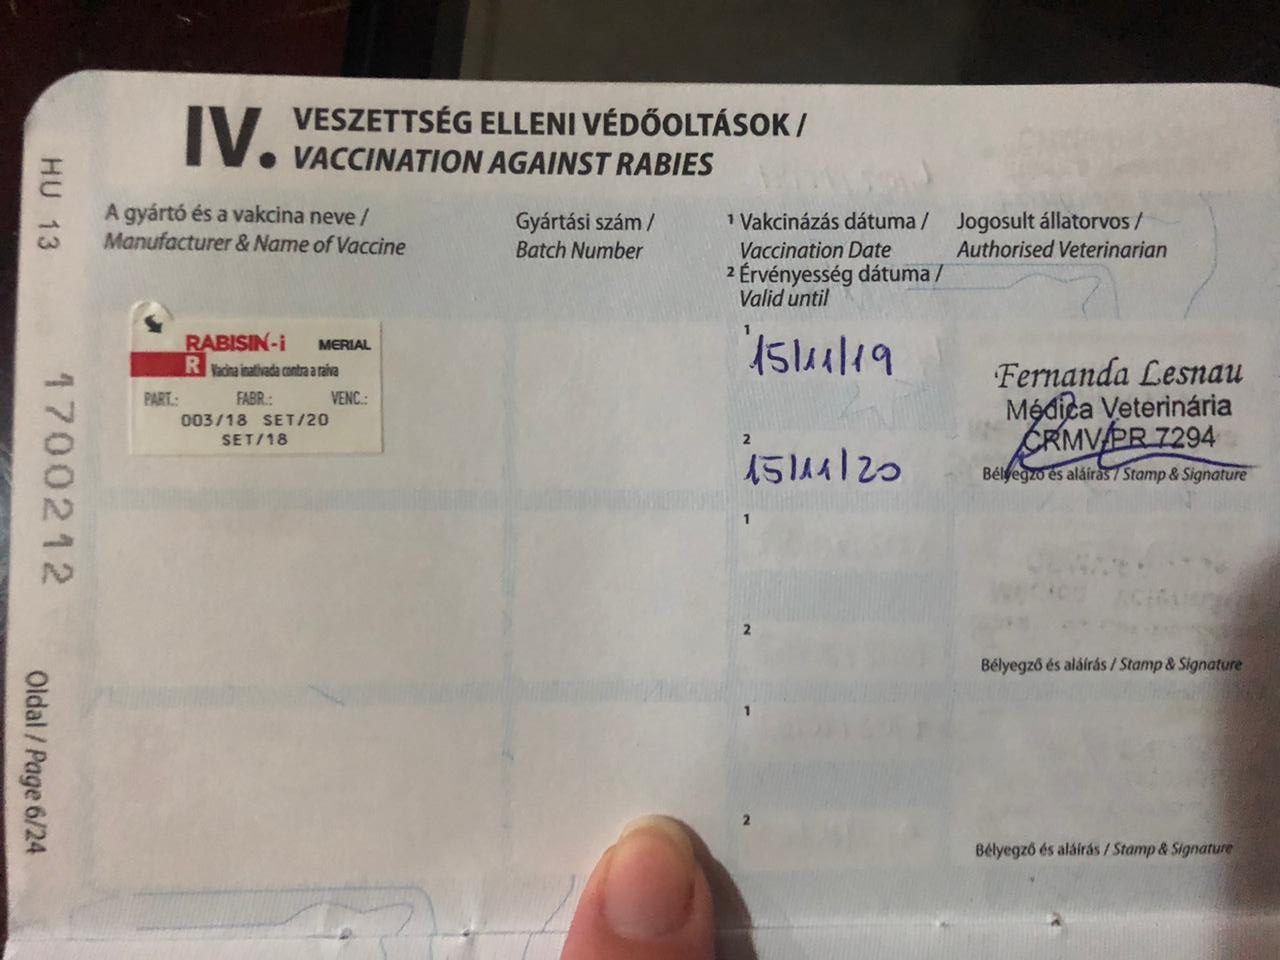 IV. VESZETTSÉG ELLENI VÉDŐOLTÁSOK /
VACCINATION AGAINST RABIES
A gyártó és a vakcina neve /
Manufacturer & Name of Vaccine
Gyártási szám /
Batch Number
¹ Vakcinázás dátuma /
Vaccination Date
² Érvényesség dátuma /
Valid until
Jogosult állatorvos /
Authorised Veterinarian
RABISIN-i MERIAL
R Vacina inativada contra a raiva
PART.: FABR.: VENC.:
003/18 SET/20
SET/18
1
15/11/19
2
15/11/20
Fernanda Lesnau
Médica Veterinária
CRMV/PR 7294
Bélyegző és aláírás / Stamp & Signature
1
2
Bélyegző és aláírás / Stamp & Signature
1
2
Bélyegző és aláírás / Stamp & Signature
HU 13 1700212
Oldal / Page 6/24